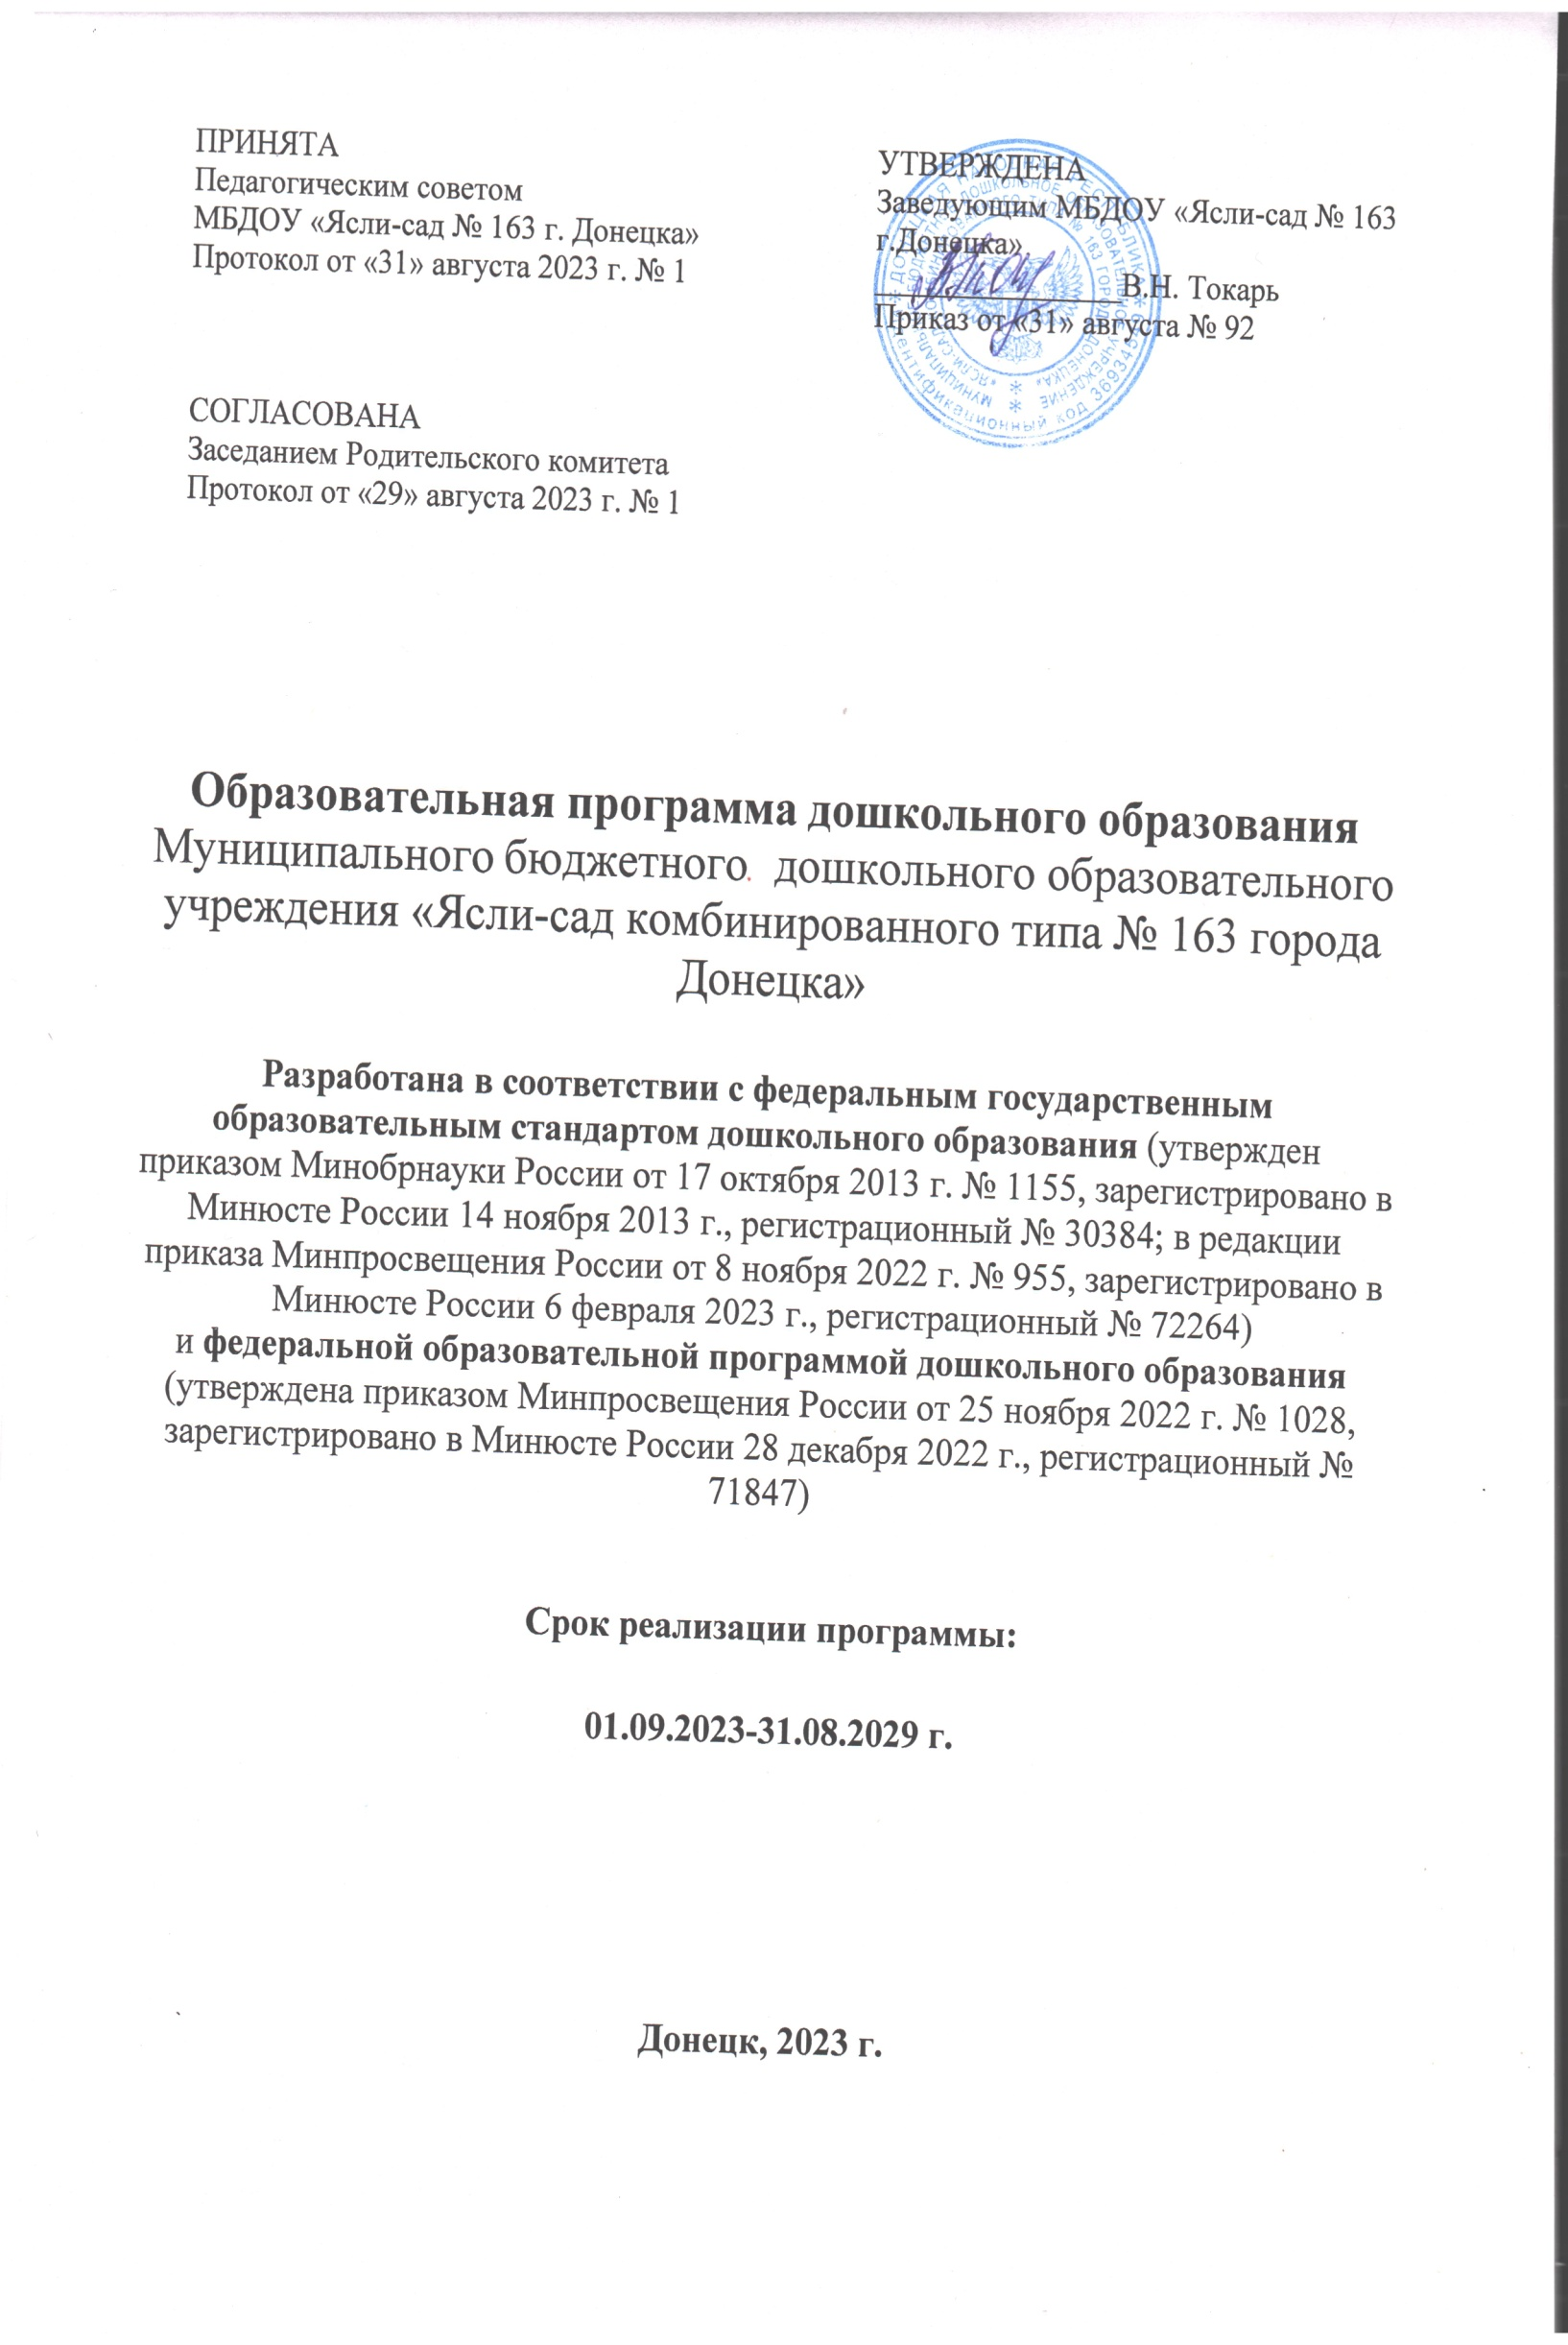 ПРИНЯТА
Педагогическим советом
МБДОУ «Ясли-сад № 163 г. Донецка»
Протокол от «31» августа 2023 г. № 1
УТВЕРЖДЕНА
Заведующим МБДОУ «Ясли-сад № 163
г.Донецка»
В.Н. Токарь
Приказ от «31» августа № 92
СОГЛАСОВАНА
Заседанием Родительского комитета
Протокол от «29» августа 2023 г. № 1
Образовательная программа дошкольного образования
Муниципального бюджетного дошкольного образовательного
учреждения «Ясли-сад комбинированного типа № 163 города
Донецка»
Разработана в соответствии с федеральным государственным
образовательным стандартом дошкольного образования (утвержден
приказом Минобрнауки России от 17 октября 2013 г. № 1155, зарегистрировано в
Минюсте России 14 ноября 2013 г., регистрационный № 30384; в редакции
приказа Минпросвещения России от 8 ноября 2022 г. № 955, зарегистрировано в
Минюсте России 6 февраля 2023 г., регистрационный № 72264)
и федеральной образовательной программой дошкольного образования
(утверждена приказом Минпросвещения России от 25 ноября 2022 г. № 1028,
зарегистрировано в Минюсте России 28 декабря 2022 г., регистрационный №
71847)
Срок реализации программы:
01.09.2023-31.08.2029 г.
Донецк, 2023 г.